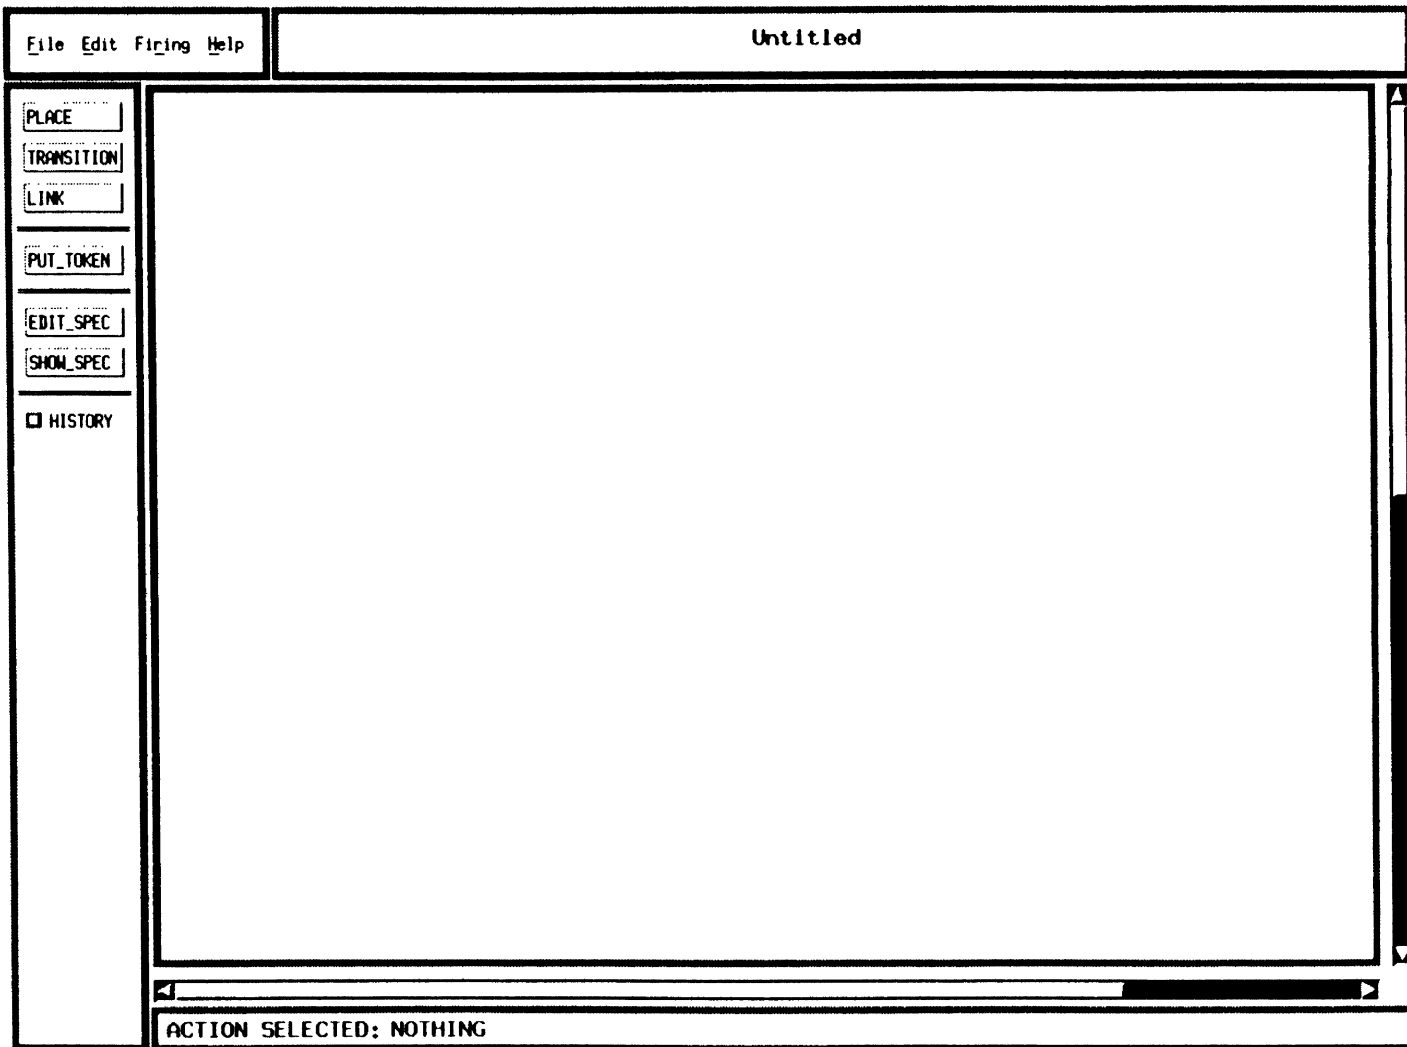 File Edit Firing Help
Untitled
PLACE
TRANSITION
LINK
PUT_TOKEN
EDIT_SPEC
SHOW_SPEC
HISTORY
ACTION SELECTED: NOTHING